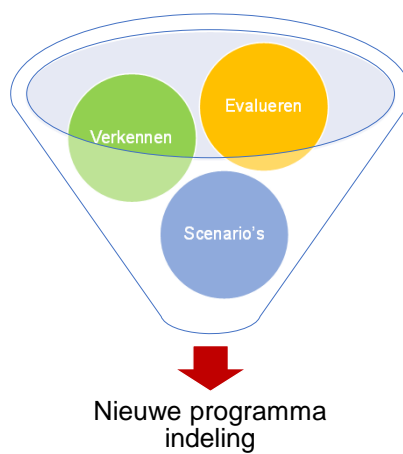 Evalueren
Verkennen
Scenario's
Nieuwe programma
indeling